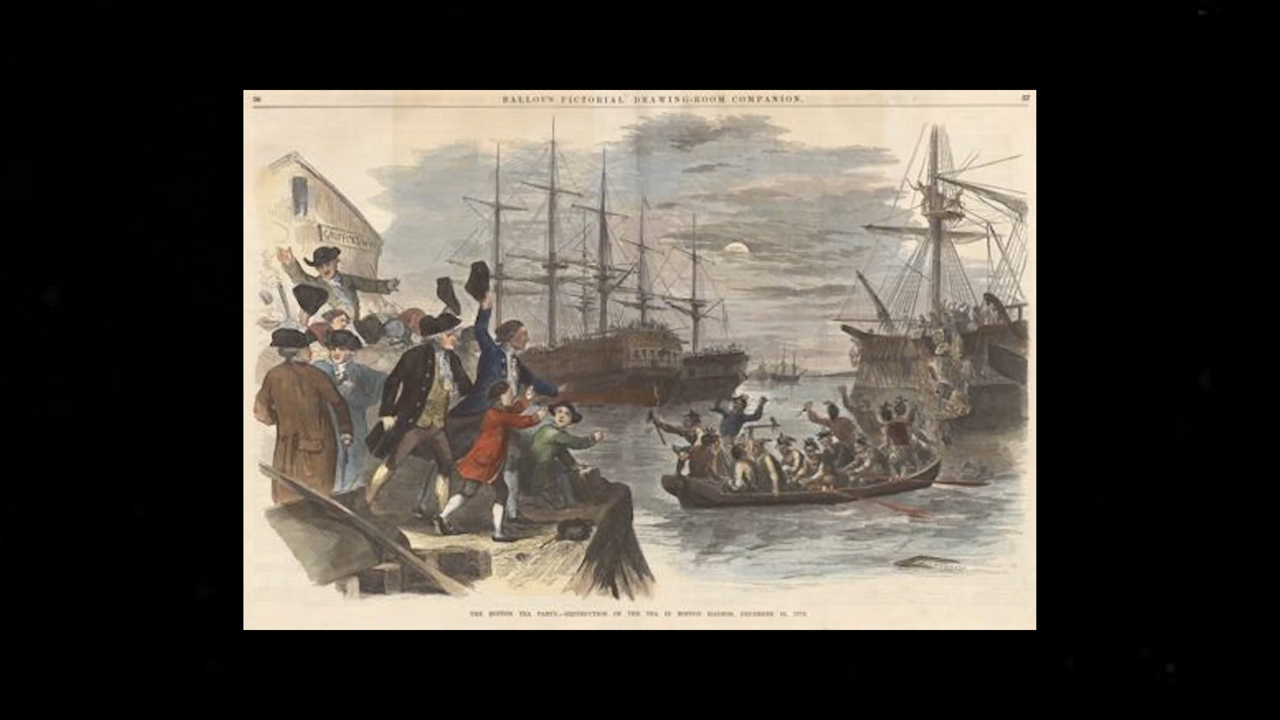 BALLOU'S PICTORIAL DRAWING-ROOM COMPANION.
THE BOSTON TEA PARTY.—DESTRUCTION OF THE TEA IN BOSTON HARBOR, DECEMBER 16, 1773.